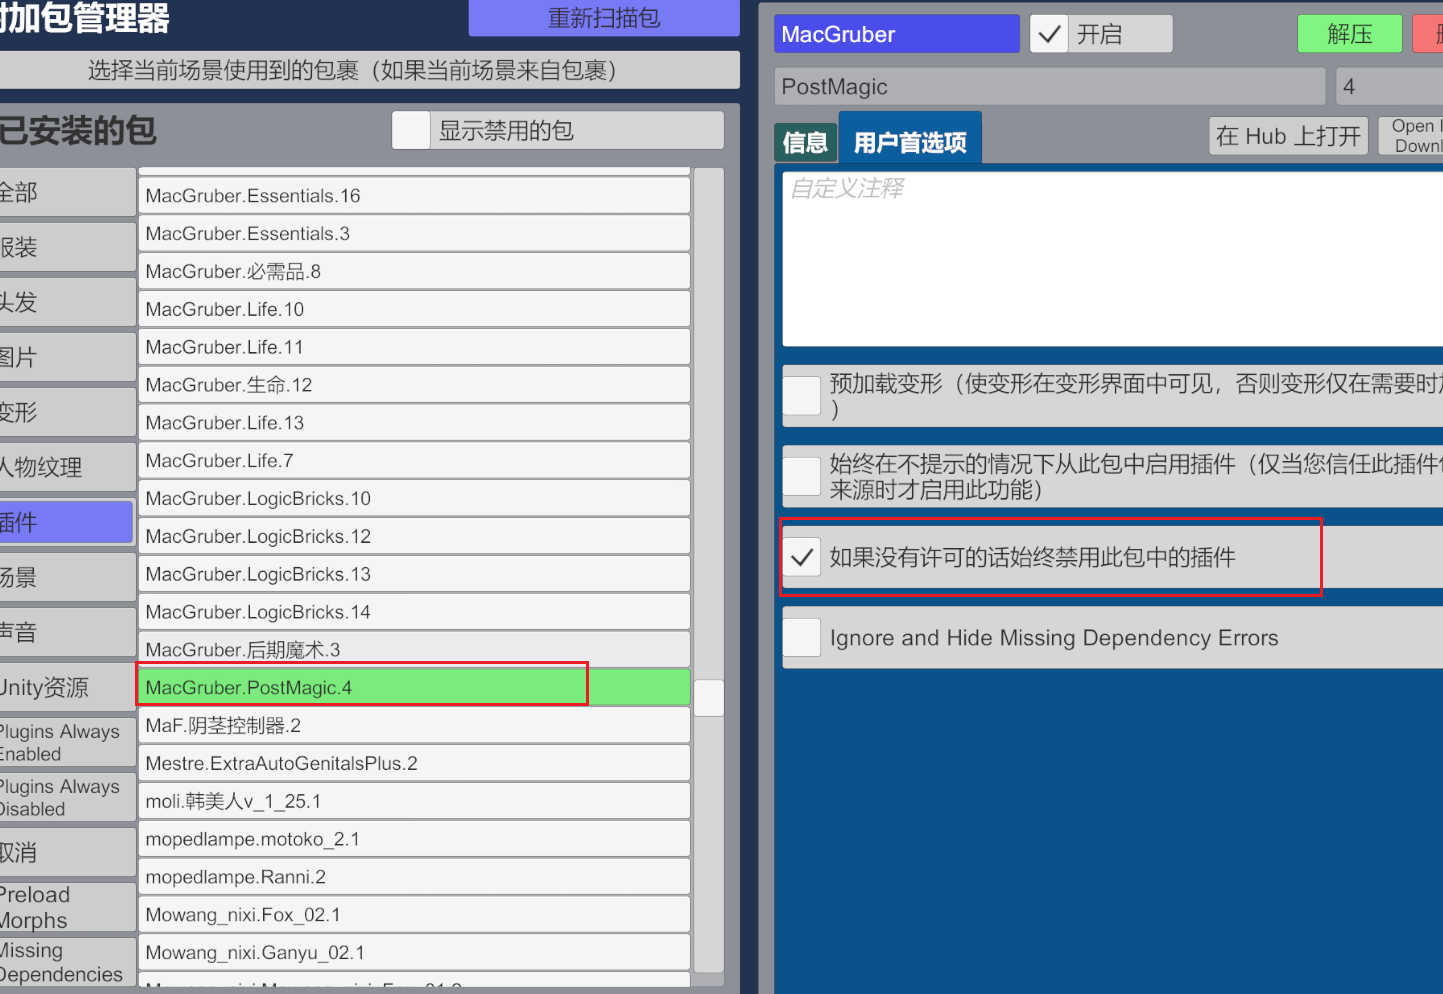 附加包管理器
重新扫描包
选择当前场景使用到的包裹（如果当前场景来自包裹）
已安装的包
显示禁用的包
全部
服装
头发
图片
变形
人物纹理
插件
场景
声音
Unity资源
Plugins Always
Enabled
Plugins Always
Disabled
取消
Preload
Morphs
Missing
Dependencies
MacGruber.Essentials.16
MacGruber.Essentials.3
MacGruber.必需品.8
MacGruber.Life.10
MacGruber.Life.11
MacGruber.生命.12
MacGruber.Life.13
MacGruber.Life.7
MacGruber.LogicBricks.10
MacGruber.LogicBricks.12
MacGruber.LogicBricks.13
MacGruber.LogicBricks.14
MacGruber.后期魔术.3
MacGruber.PostMagic.4
MaF.阴茎控制器.2
Mestre.ExtraAutoGenitalsPlus.2
moli.韩美人v_1_25.1
mopedlampe.motoko_2.1
mopedlampe.Ranni.2
Mowang_nixi.Fox_02.1
Mowang_nixi.Ganyu_02.1
MacGruber
开启
解压
PostMagic
4
信息
用户首选项
在 Hub 上打开
Open
Downl
自定义注释
预加载变形（使变形在变形界面中可见，否则变形仅在需要时
）
始终在不提示的情况下从此包中启用插件（仅当您信任此插件
来源时才启用此功能）
如果没有许可的话始终禁用此包中的插件
Ignore and Hide Missing Dependency Errors